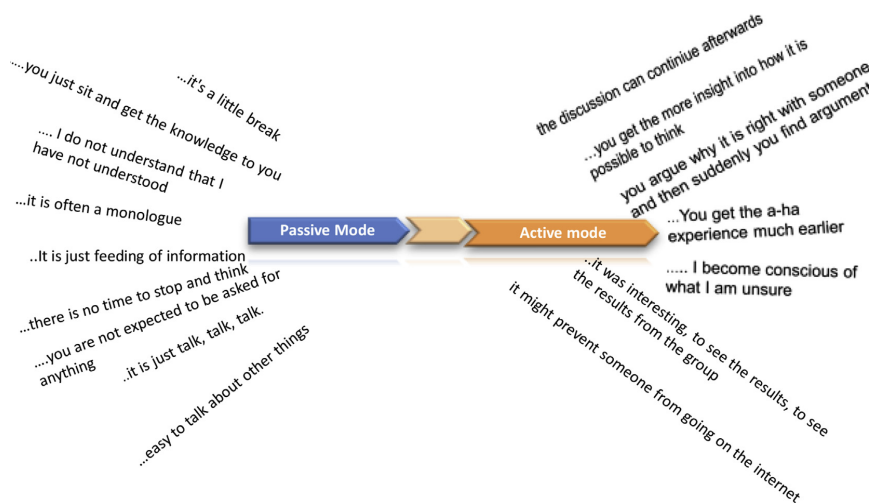 ...it's a little break
.....you just sit and get the knowledge to you
.... I do not understand that I
have not understood
...it is often a monologue
..It is just feeding of information
...there is no time to stop and think
....you are not expected to be asked for
anything
..it is just talk, talk, talk.
...easy to talk about other things
Passive Mode
Active mode
the discussion can continiue afterwards
...you get the more insight into how it is
possible to think
you argue why it is right with someone
and then suddenly you find argument
...You get the a-ha
experience much earlier
..... I become conscious of
what I am unsure
..it was interesting, to see the results, to see
the results from the group
it might prevent someone from going on the internet